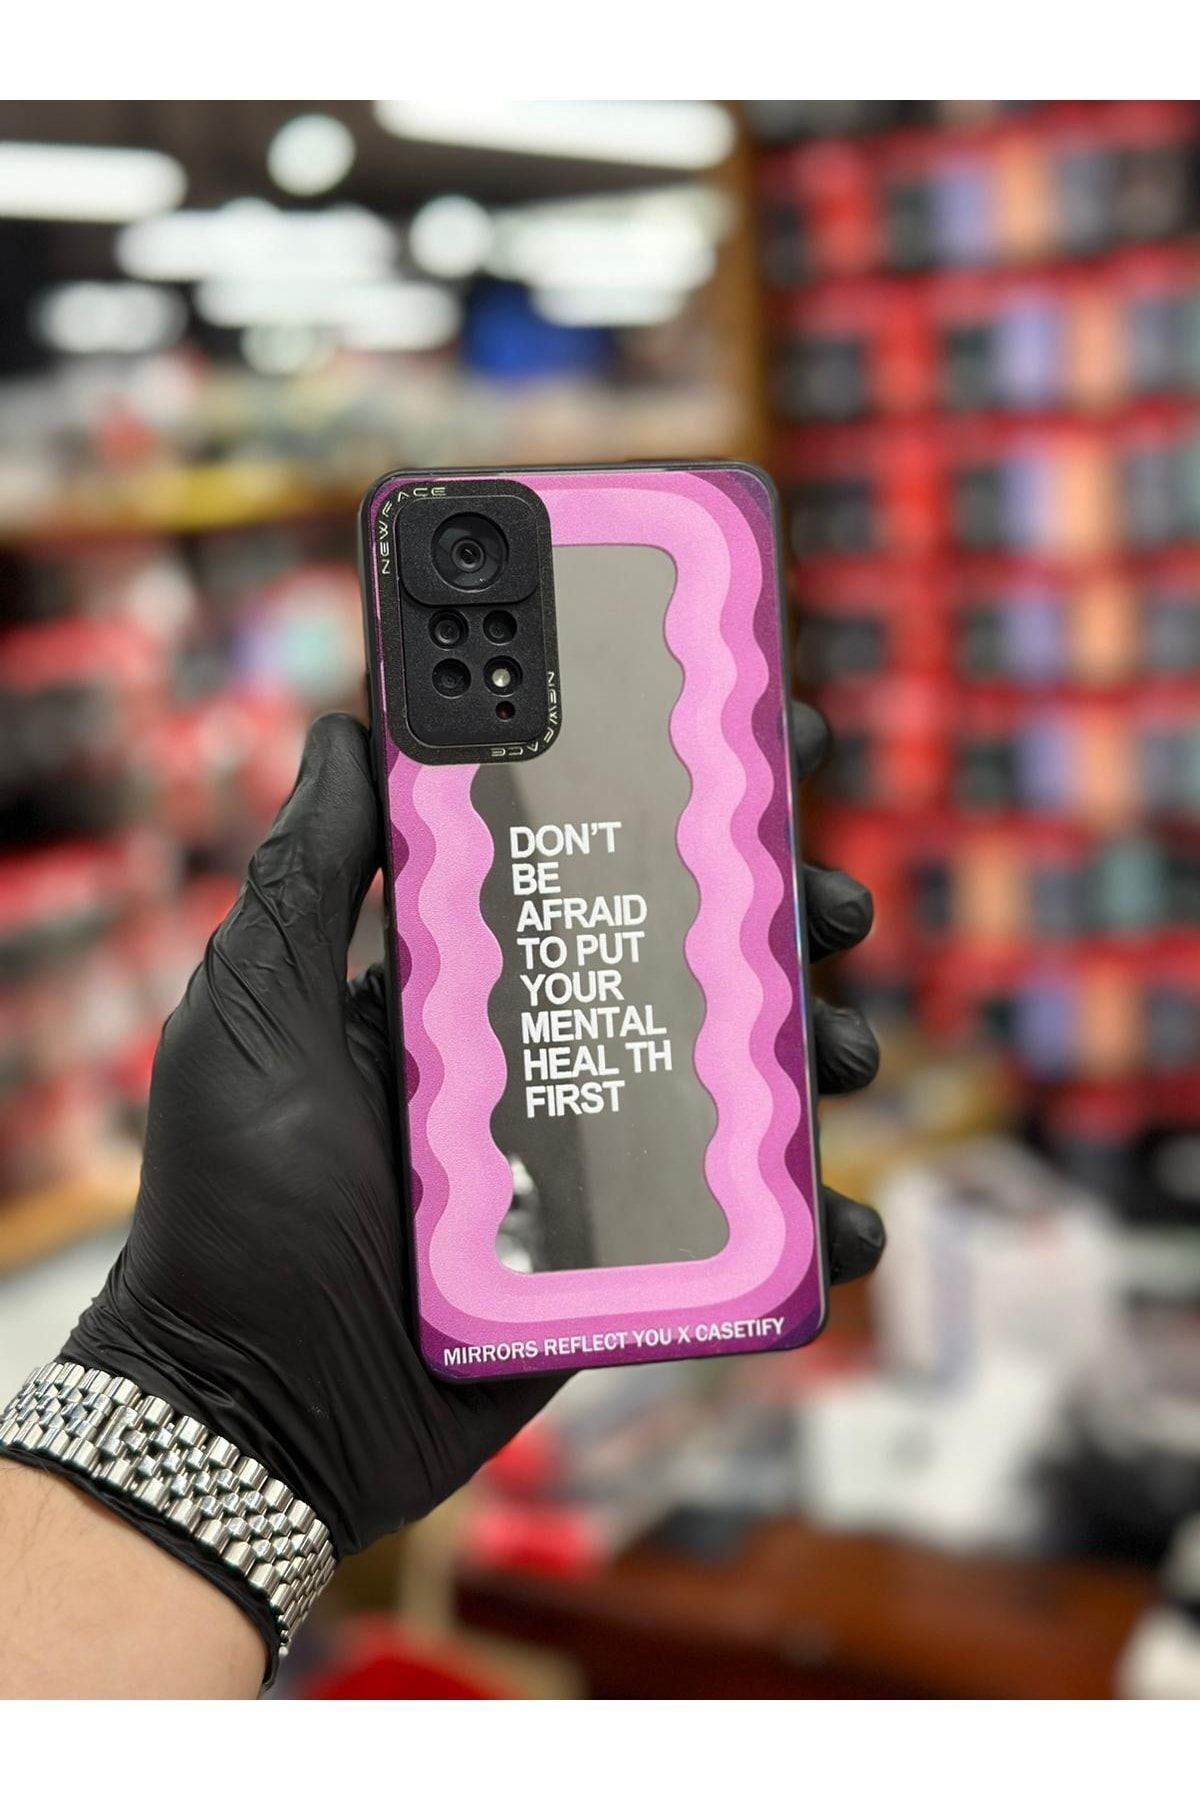 NEWFACE
NEWFACE
DON'T
BE
AFRAID
TO PUT
YOUR
MENTAL
HEAL TH
FIRST
MIRRORS REFLECT YOU X CASETIFY